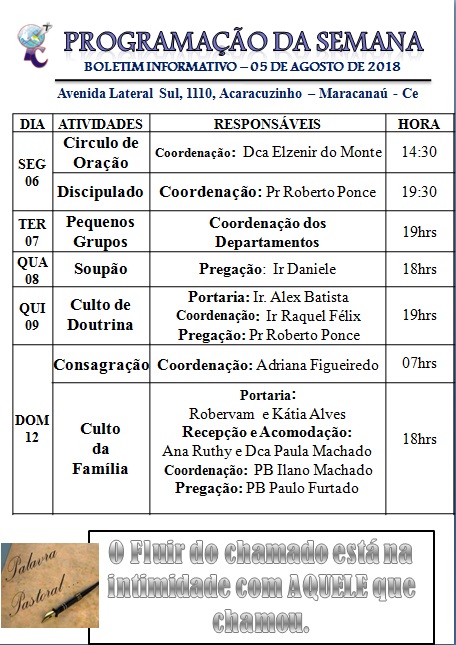 PROGRAMAÇÃO DA SEMANA
BOLETIM INFORMATIVO – 05 DE AGOSTO DE 2018
Avenida Lateral Sul, 1110, Acaracuzinho – Maracanaú - Ce
DIA ATIVIDADES RESPONSÁVEIS HORA
SEG
06
Circulo de
Oração
Coordenação: Dca Elzenir do Monte
14:30
Discipulado
Coordenação: Pr Roberto Ponce
19:30
TER
07
Pequenos
Grupos
Coordenação dos
Departamentos
19hrs
QUA
08
Soupão
Pregação: Ir Daniele
18hrs
QUI
09
Culto de
Doutrina
Portaria: Ir. Alex Batista
Coordenação: Ir Raquel Félix
Pregação: Pr Roberto Ponce
19hrs
DOM
12
Consagração
Coordenação: Adriana Figueiredo
07hrs
Culto
da
Família
Portaria:
Robervam e Kátia Alves
Recepção e Acomodação:
Ana Ruthy e Dca Paula Machado
Coordenação: PB Ilano Machado
Pregação: PB Paulo Furtado
18hrs
Palavra
Pastoral...
O Fluir do chamado está na
intimidade com AQUELE que
chamou.